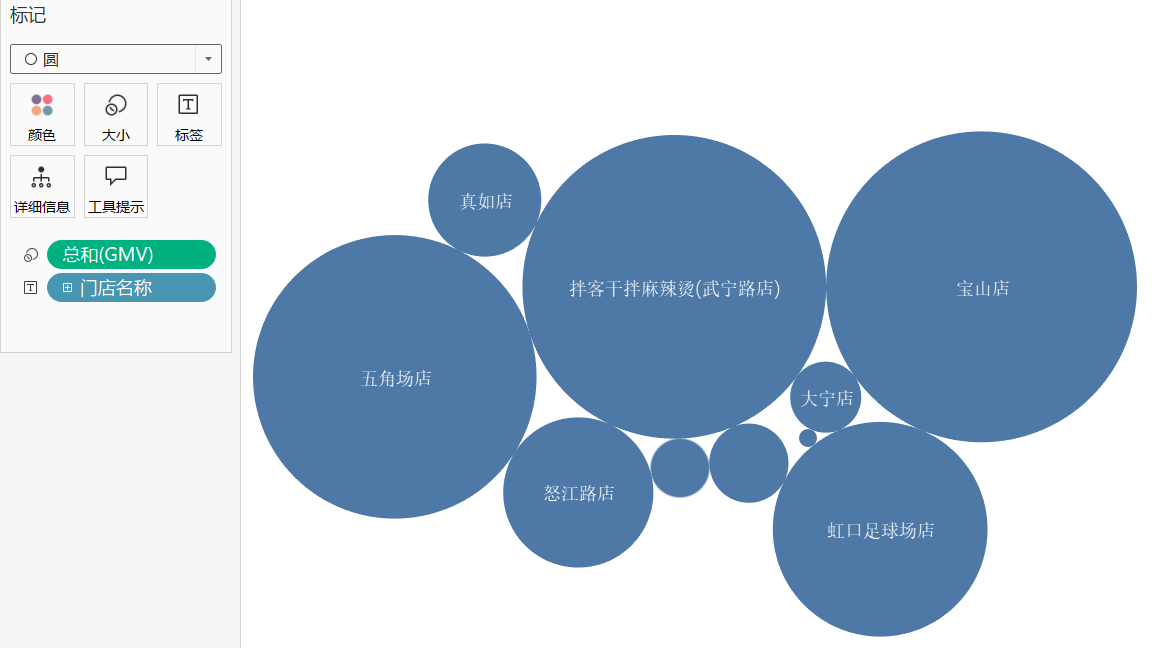 标记
圆
颜色
大小
标签
详细信息
工具提示
总和(GMV)
门店名称
真如店
拌客干拌麻辣烫(武宁路店)
宝山店
五角场店
大宁店
怒江路店
虹口足球场店